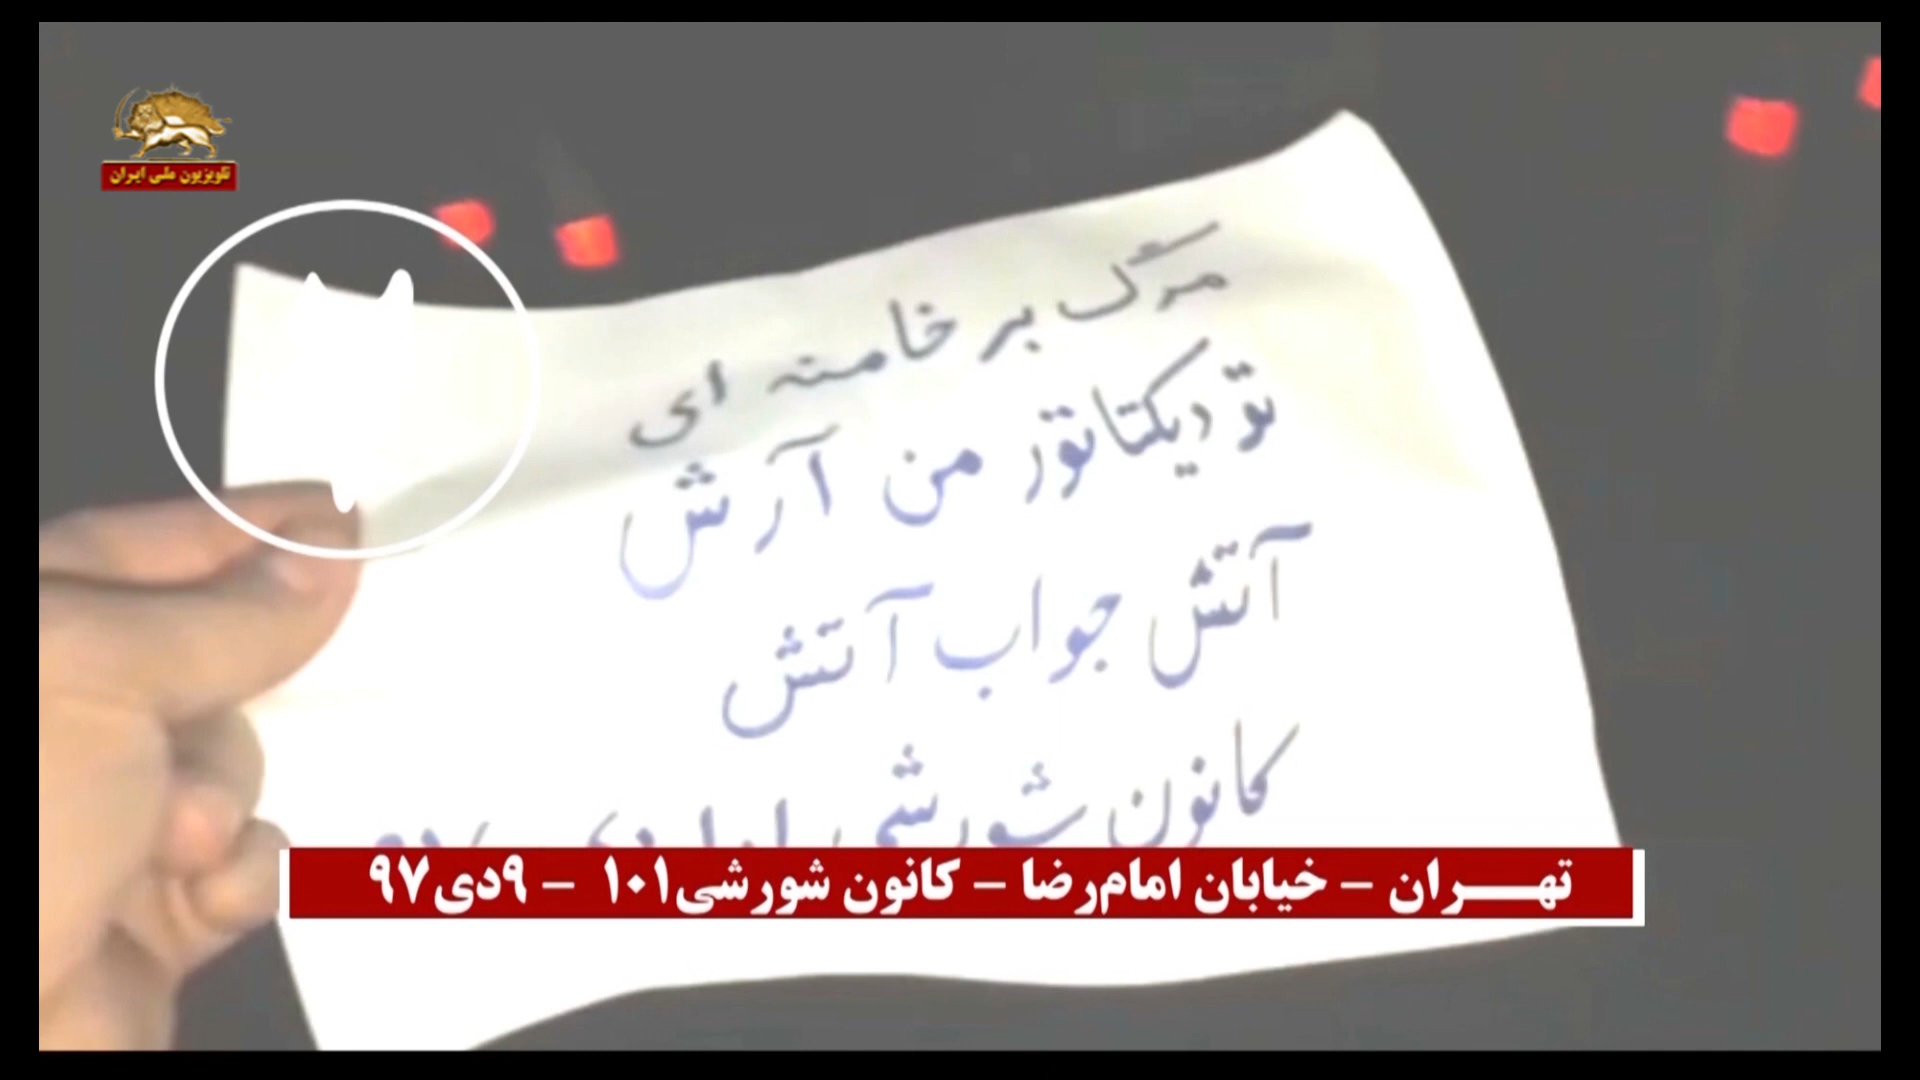 تلویزیون ملی ایران
مرگ بر خامنه ای
تو دیکتاتور من آرش
آتش جواب آتش
کانون شورشی
تهـــران – خیابان امام‌رضا – کانون شورشی۱۰۱ – ۹دی۹۷